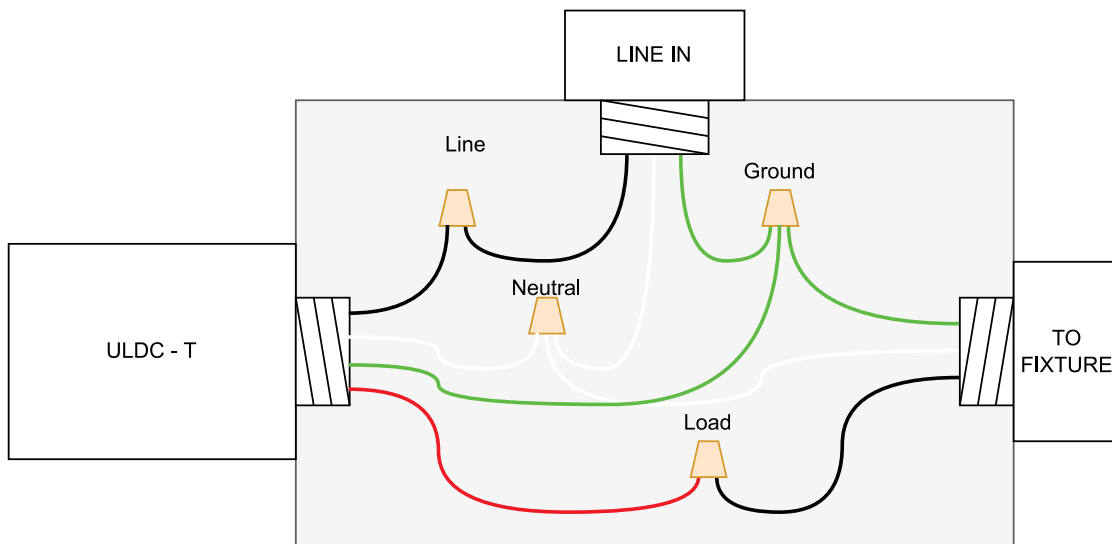 LINE IN
Line
Ground
Neutral
ULDC - T
TO
FIXTURE
Load